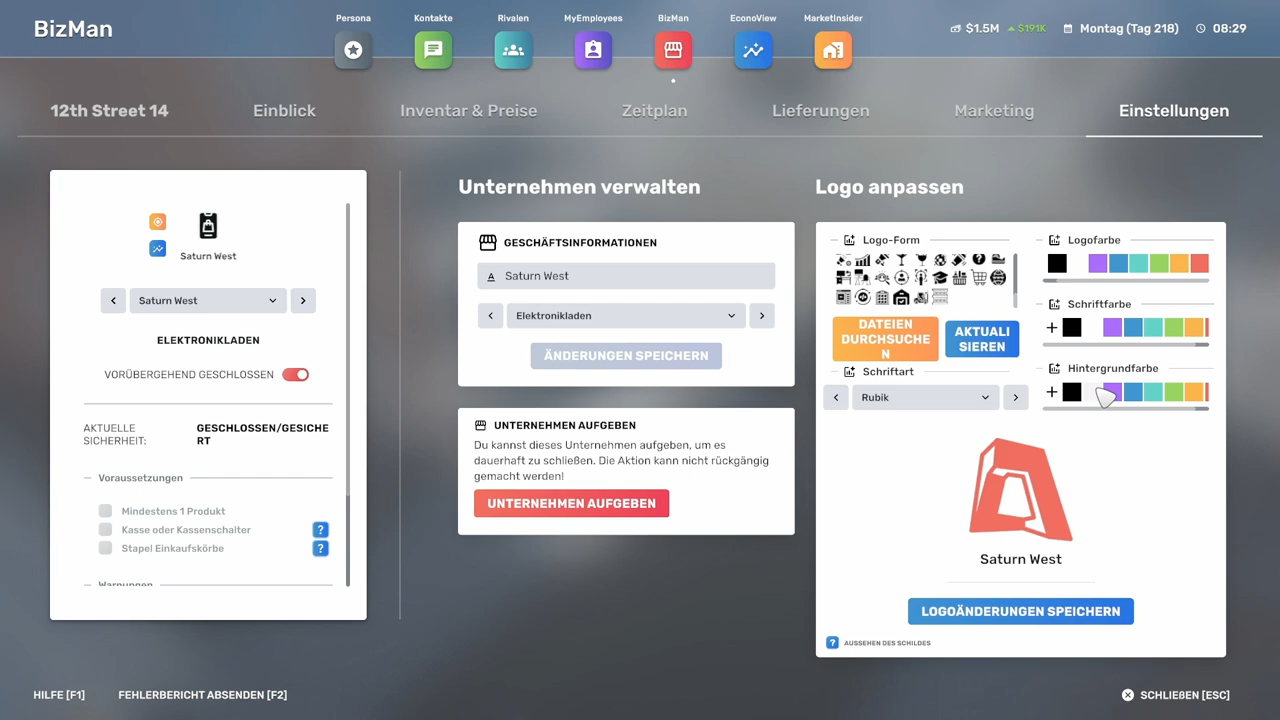 BizMan
Persona
Kontakte
Rivalen
MyEmployees
BizMan
EconoView
MarketInsider
$1.5M
$191K
Montag (Tag 218)
08:29
12th Street 14
Einblick
Inventar & Preise
Zeitplan
Lieferungen
Marketing
Einstellungen
Saturn West
Saturn West
ELEKTRONIKLADEN
VORÜBERGEHEND GESCHLOSSEN
AKTUELLE
SICHERHEIT:
GESCHLOSSEN/GESICHE
RT
Voraussetzungen
Mindestens 1 Produkt
Kasse oder Kassenschalter
?
Stapel Einkaufskörbe
?
Warnungen
Unternehmen verwalten
GESCHÄFTSINFORMATIONEN
Saturn West
Elektronikladen
ÄNDERUNGEN SPEICHERN
UNTERNEHMEN AUFGEBEN
Du kannst dieses Unternehmen aufgeben, um es
dauerhaft zu schließen. Die Aktion kann nicht rückgängig
gemacht werden!
UNTERNEHMEN AUFGEBEN
Logo anpassen
Logo-Form
DATEIEN
DURCHSUCHE
N
AKTUALI
SIEREN
Schriftart
Rubik
Logofarbe
Schriftfarbe
Hintergrundfarbe
Saturn West
LOGOÄNDERUNGEN SPEICHERN
?
AUSSEHEN DES SCHILDES
HILFE [F1]
FEHLERBERICHT ABSENDEN [F2]
SCHLIEßEN [ESC]